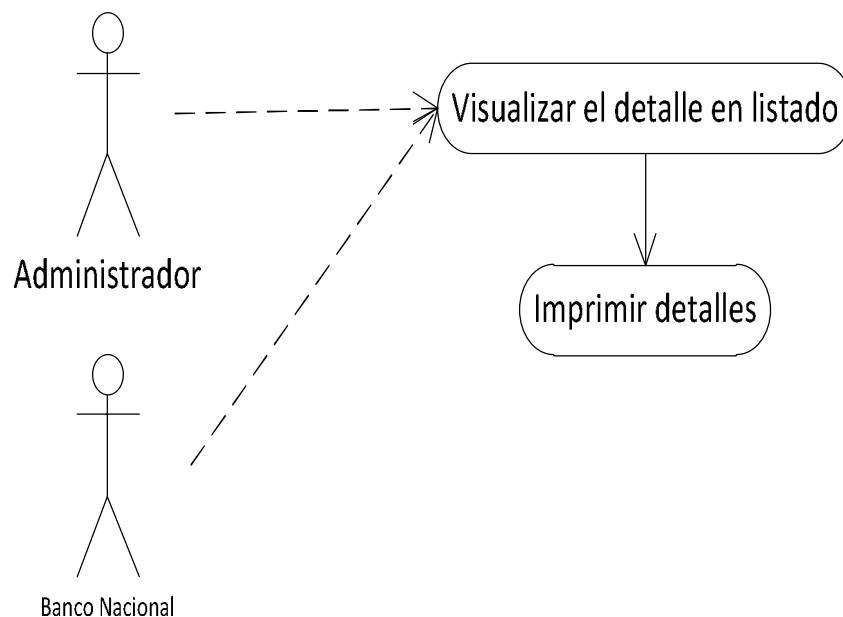 Visualizar el detalle en listado
Administrador
Imprimir detalles
Banco Nacional